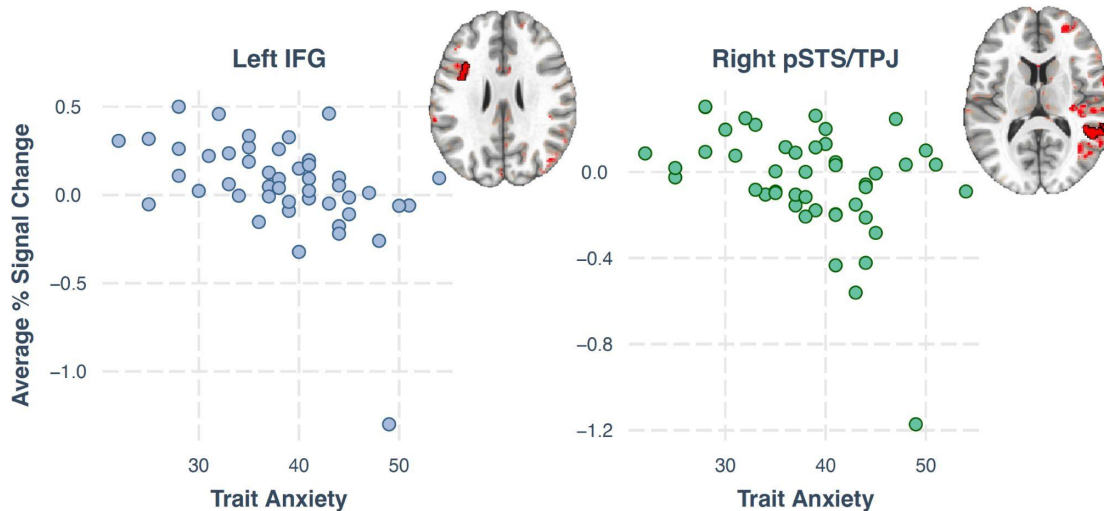 Left IFG
Right pSTS/TPJ
Average % Signal Change
0.5
0.0
−0.5
−1.0
30 40 50
Trait Anxiety
0.0
−0.4
−0.8
−1.2
30 40 50
Trait Anxiety